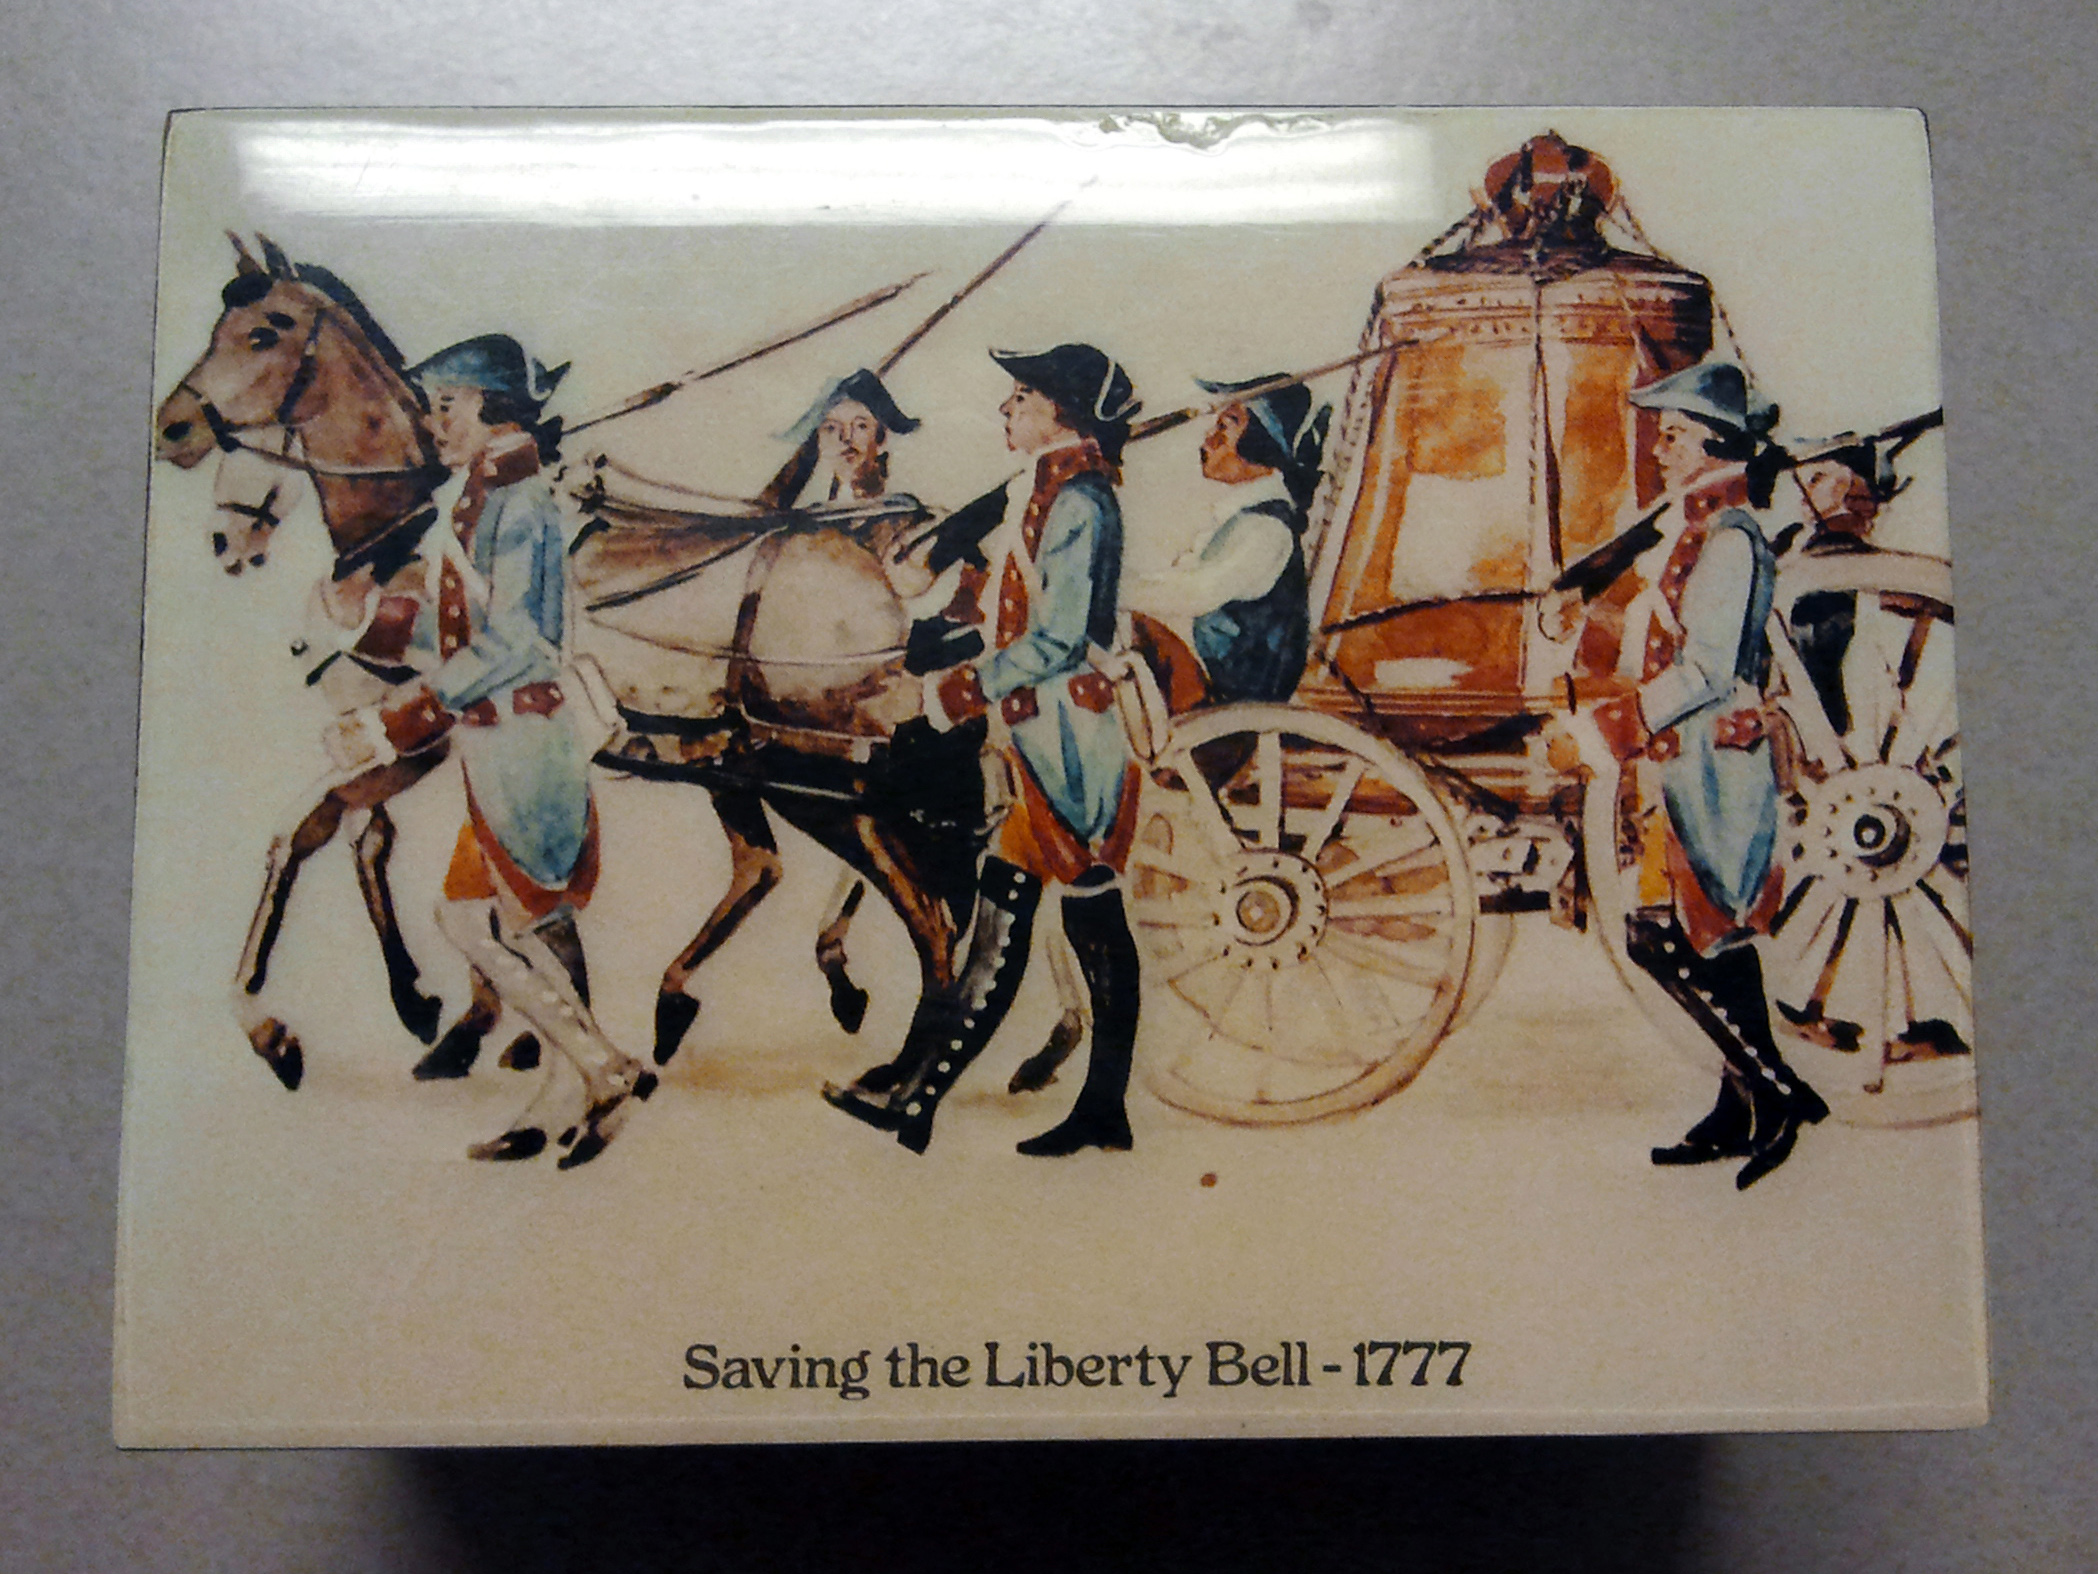 Saving the Liberty Bell - 1777